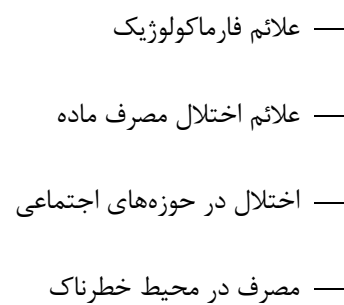 — علائم فارماکولوژیک
— علائم اختلال مصرف ماده
— اختلال در حوزه‌های اجتماعی
— مصرف در محیط خطرناک